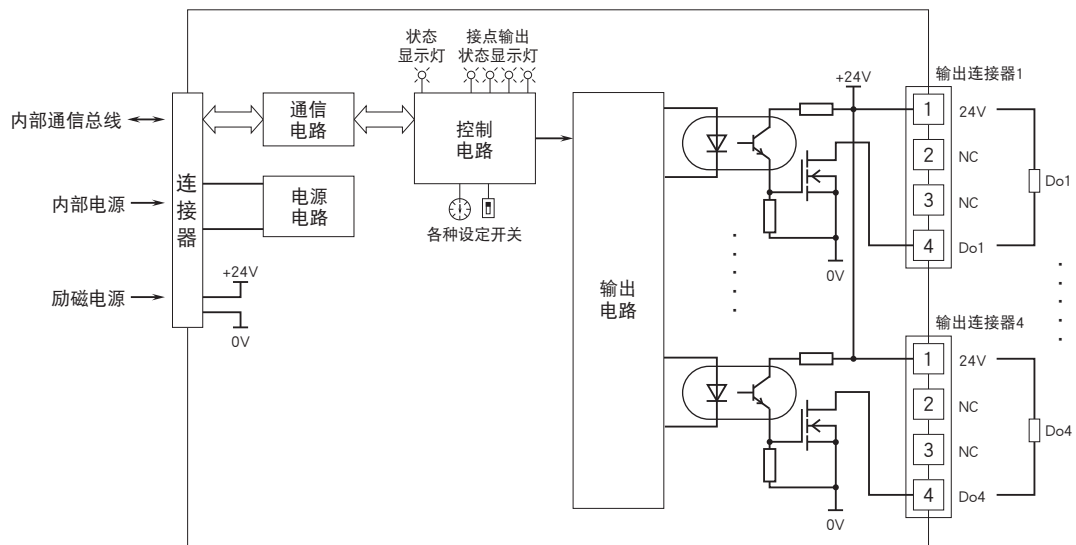 状态
显示灯
接点输出
状态显示灯
+24V
输出连接器1
内部通信总线
通信
电路
控制
电路
1
24V
2
NC
3
NC
4
Do1
Do1
连
接
器
内部电源
电源
电路
各种设定开关
0V
励磁电源
+24V
0V
输出
电路
输出连接器4
1
24V
2
NC
3
NC
4
Do4
Do4
0V